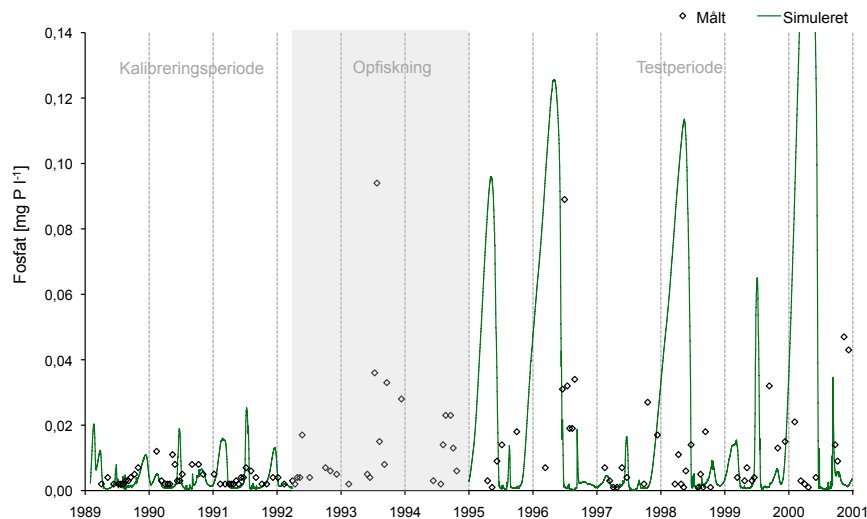 Målt Simuleret
0,14
Kalibreringsperiode Opfiskning Testperiode
0,12
0,10
0,08
0,06
0,04
0,02
0,00
Fosfat [mg P l-1]
1989 1990 1991 1992 1993 1994 1995 1996 1997 1998 1999 2000 2001